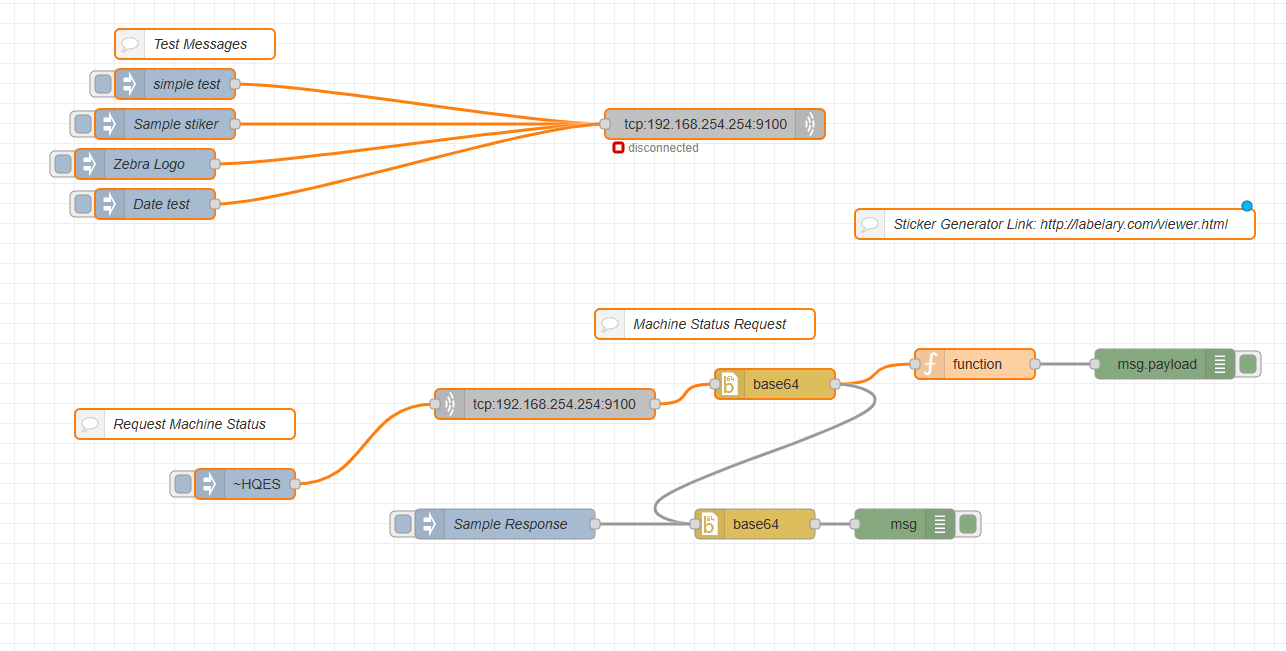 Test Messages
simple test
Sample stiker
tcp:192.168.254.254:9100
disconnected
Zebra Logo
Date test
Sticker Generator Link: http://labelary.com/viewer.html
Machine Status Request
function
msg.payload
64
base64
tcp:192.168.254.254:9100
Request Machine Status
~HQES
Sample Response
64
base64
msg